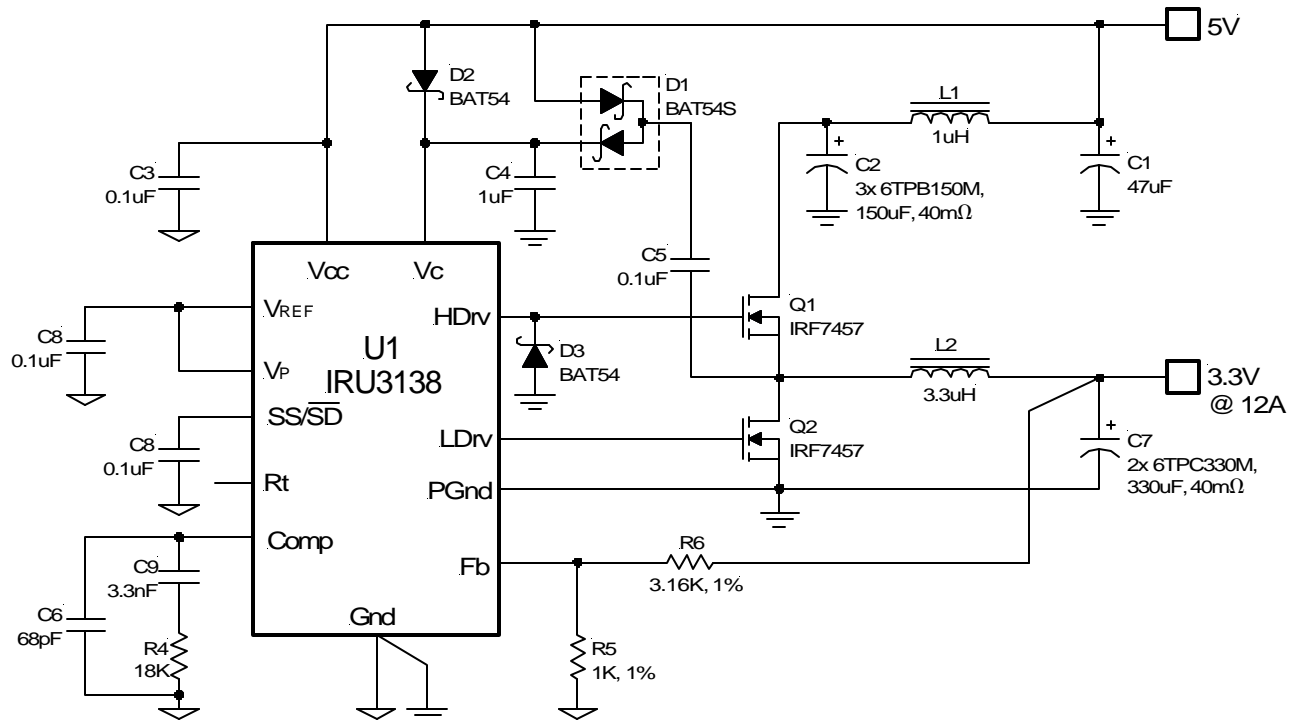 5V
D2
BAT54
D1
BAT54S
L1
1uH
C3
0.1uF
C4
1uF
C2
3x 6TPB150M,
150uF, 40mΩ
C1
47uF
C5
0.1uF
Vcc
Vc
VREF
HDrv
Q1
IRF7457
C8
0.1uF
U1
IRU3138
D3
BAT54
L2
3.3uH
3.3V
@ 12A
VP
SS/SD
LDrv
Q2
IRF7457
C7
2x 6TPC330M,
330uF, 40mΩ
C8
0.1uF
Rt
PGnd
Comp
Fb
R6
3.16K, 1%
C9
3.3nF
C6
68pF
Gnd
R4
18K
R5
1K, 1%